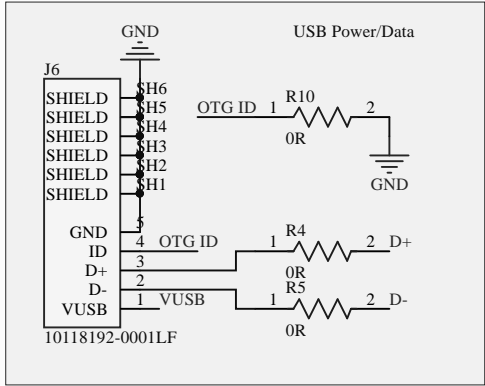 GND
USB Power/Data
J6
SHIELD SH6
SHIELD SH5
SHIELD SH4
SHIELD SH3
SHIELD SH2
SHIELD SH1
OTG ID 1 R10 2
0R
GND
GND 5
ID 4 OTG ID
D+ 3
D- 2
VUSB 1 VUSB
1 R4 2 D+
0R
1 R5 2 D-
0R
10118192-0001LF